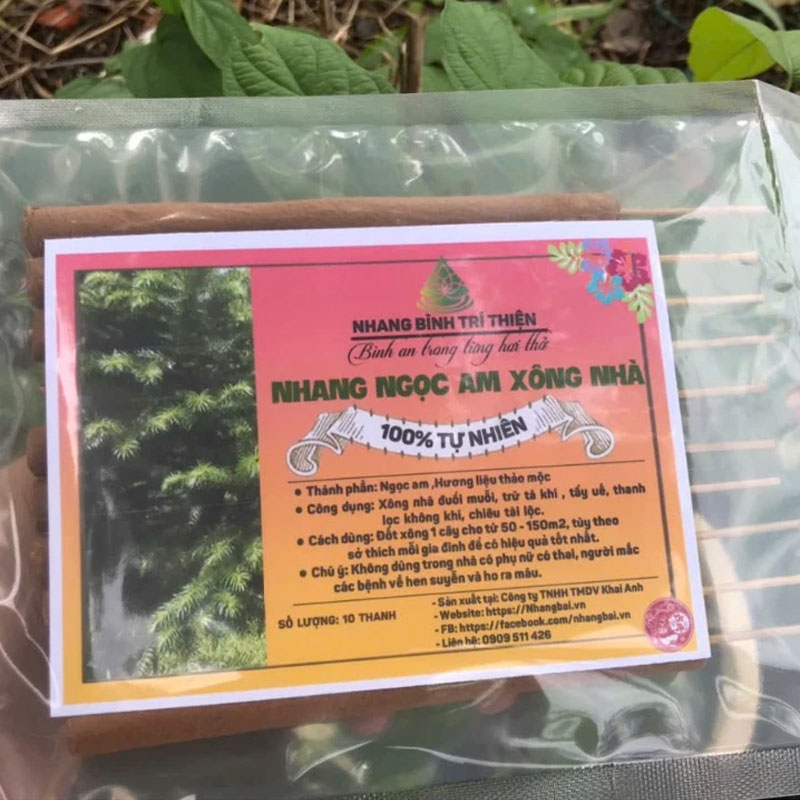 NHANG BÌNH TRÍ THIỆN
Bình an trong từng hơi thở
NHANG NGỌC AM XÔNG NHÀ
100% TỰ NHIÊN
• Thành phần: Ngọc am ,Hương liệu thảo mộc
• Công dụng: Xông nhà đuổi muỗi, trừ tà khí , tẩy uế, thanh
lọc không khí, chiêu tài lộc.
• Cách dùng: Đốt xông 1 cây cho từ 50 - 150m2, tùy theo
sở thích mỗi gia đình để có hiệu quả tốt nhất.
• Chú ý: Không dùng trong nhà có phụ nữ có thai, người mắc
các bệnh về hen suyễn và ho ra máu.
SỐ LƯỢNG: 10 THANH
- Sản xuất tại: Công ty TNHH TMDV Khai Anh
- Website: https://Nhangbai.vn
- FB: https://facebook.com/nhangbai.vn
- Liên hê: 0909 511 426